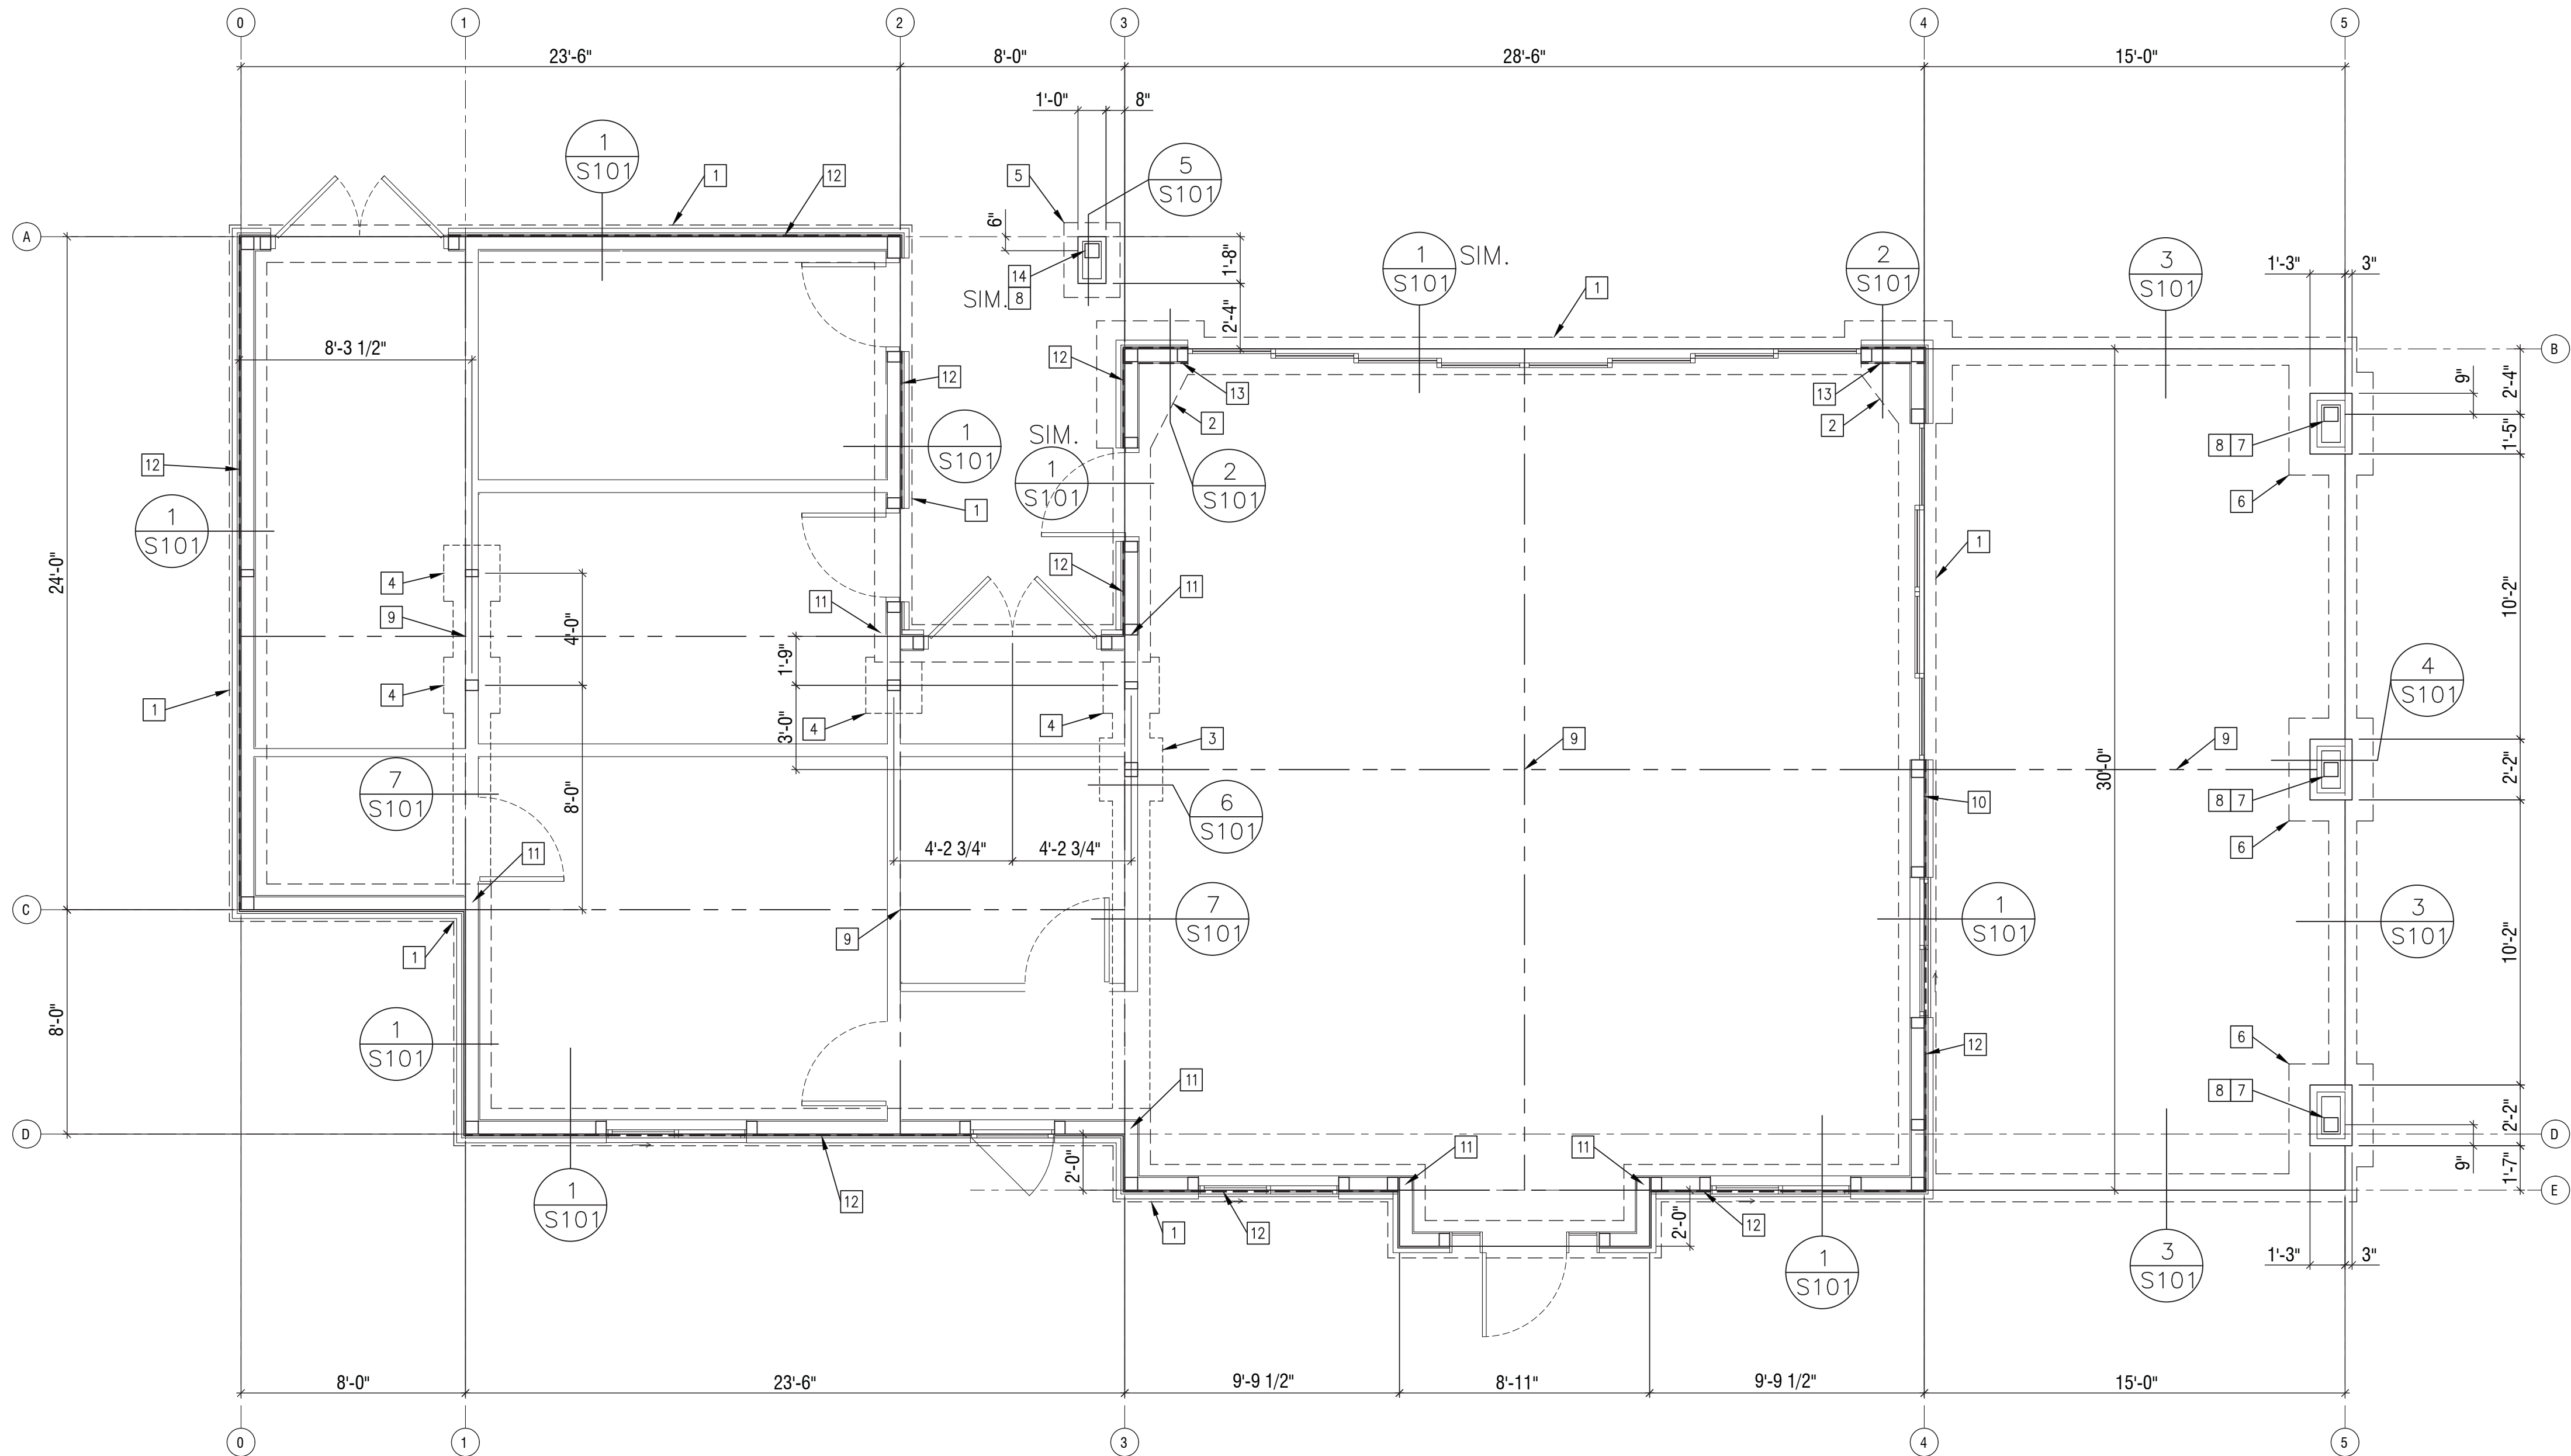 0 1 2 3 4 5
23'-6" 8'-0" 28'-6" 15'-0"
1'-0" 8"
1
S101
1
12
5
5
S101
A
6"
14
SIM. 8
1'-8"
2'-4"
1
S101
SIM.
1
2
S101
3
S101
1'-3" 3"
B
8'-3 1/2"
12
12
13
13
2
2
9"
2'-4"
1'-5"
8 7
6
SIM.
1
S101
1
S101
2
S101
12
1
S101
1
24'-0"
4
9
4
4'-0"
11
12
11
1
10'-2"
1
1'-9"
3'-0"
4
4
3
4
S101
9
9
30'-0"
2'-2"
8 7
6
7
S101
8'-0"
6
S101
10
4'-2 3/4" 4'-2 3/4"
11
C
9
7
S101
1
S101
3
S101
10'-2"
1
8'-0"
1
S101
12
6
8 7
11
D
D
2'-0"
11
11
2'-2"
9"
1'-7"
E
1
S101
12
1
12
2'-0"
12
1
S101
3
S101
1'-3" 3"
8'-0" 23'-6" 9'-9 1/2" 8'-11" 9'-9 1/2" 15'-0"
0 1 3 4 5